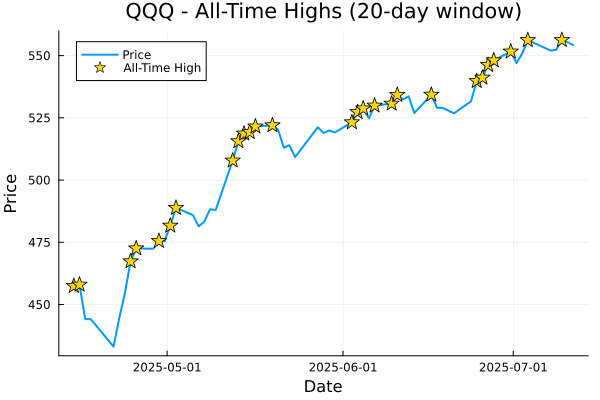 QQQ - All-Time Highs (20-day window)
Price
All-Time High
550
525
500
475
450
Price
2025-05-01
2025-06-01
2025-07-01
Date